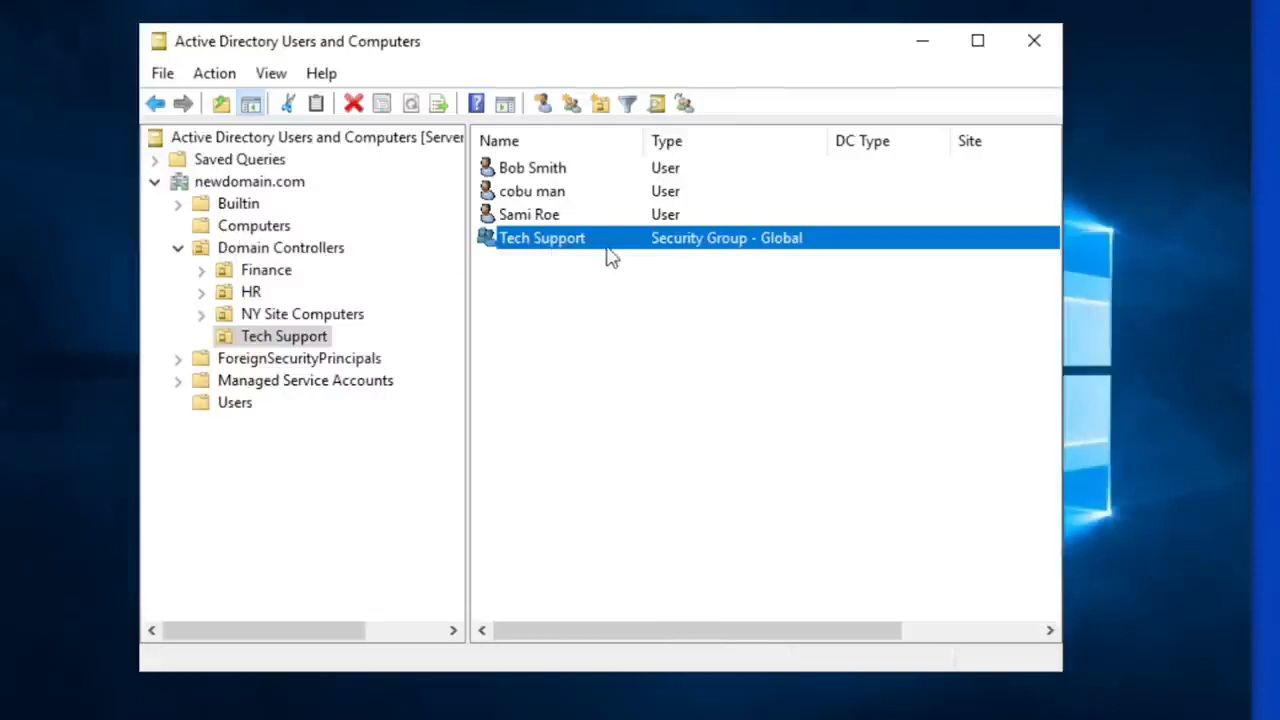 Active Directory Users and Computers
File Action View Help
Active Directory Users and Computers [Server
Saved Queries
newdomain.com
Builtin
Computers
Domain Controllers
Finance
HR
NY Site Computers
Tech Support
ForeignSecurityPrincipals
Managed Service Accounts
Users
Name Type DC Type Site
Bob Smith User
cobu man User
Sami Roe User
Tech Support Security Group - Global